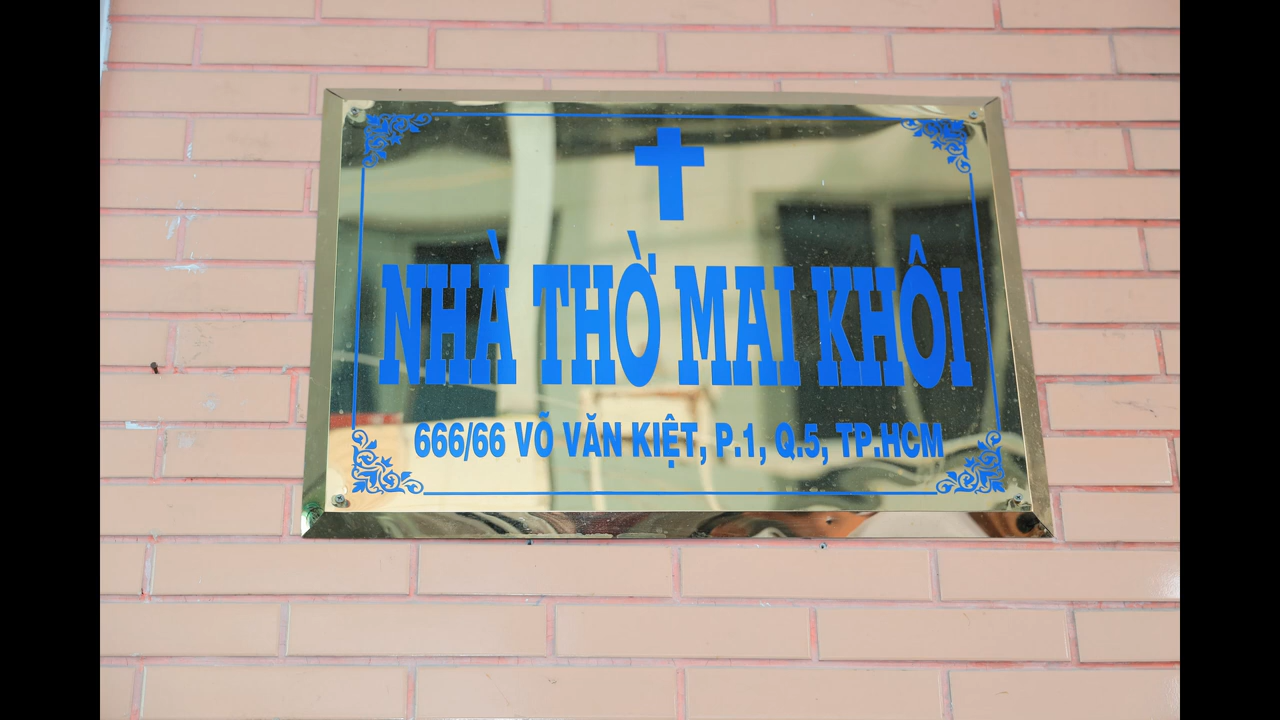 NHÀ THỜ MAI KHÔI
666/66 VÕ VĂN KIỆT, P.1, Q.5, TP.HCM